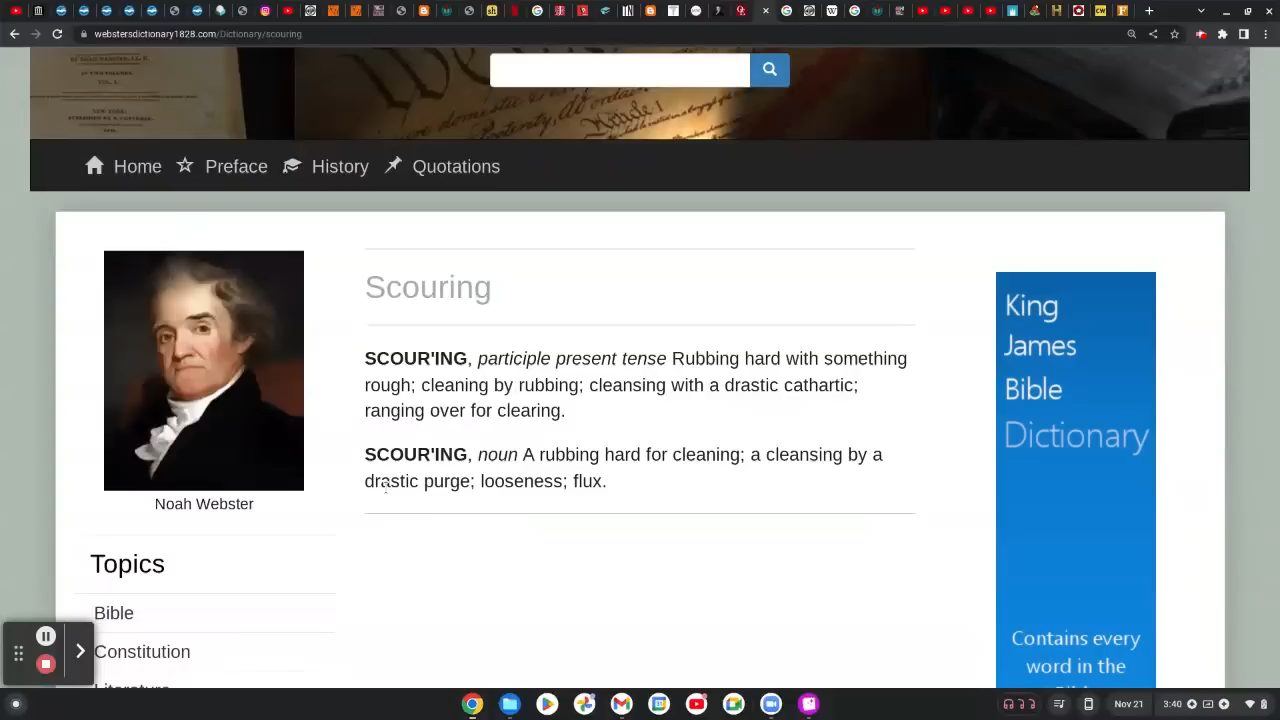 webstersdictionary1828.com/Dictionary/scouring
Article 1
Home Preface History Quotations
Scouring
SCOUR'ING, participle present tense Rubbing hard with something
rough; cleaning by rubbing; cleansing with a drastic cathartic;
ranging over for clearing.
SCOUR'ING, noun A rubbing hard for cleaning; a cleansing by a
drastic purge; looseness; flux.
Noah Webster
Topics
Bible
Constitution
King
James
Bible
Dictionary
Contains every
word in the
Nov 21 3:40